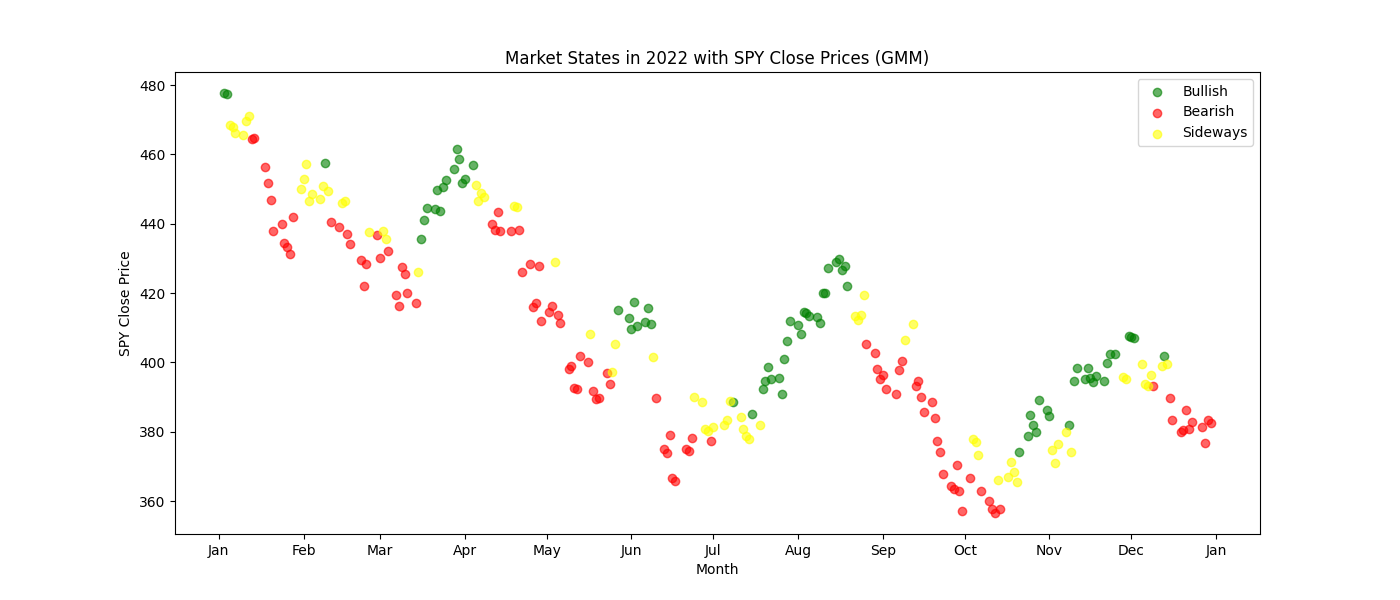 Market States in 2022 with SPY Close Prices (GMM)
Bullish
Bearish
Sideways
SPY Close Price
480
460
440
420
400
380
360
Jan Feb Mar Apr May Jun Jul Aug Sep Oct Nov Dec Jan
Month